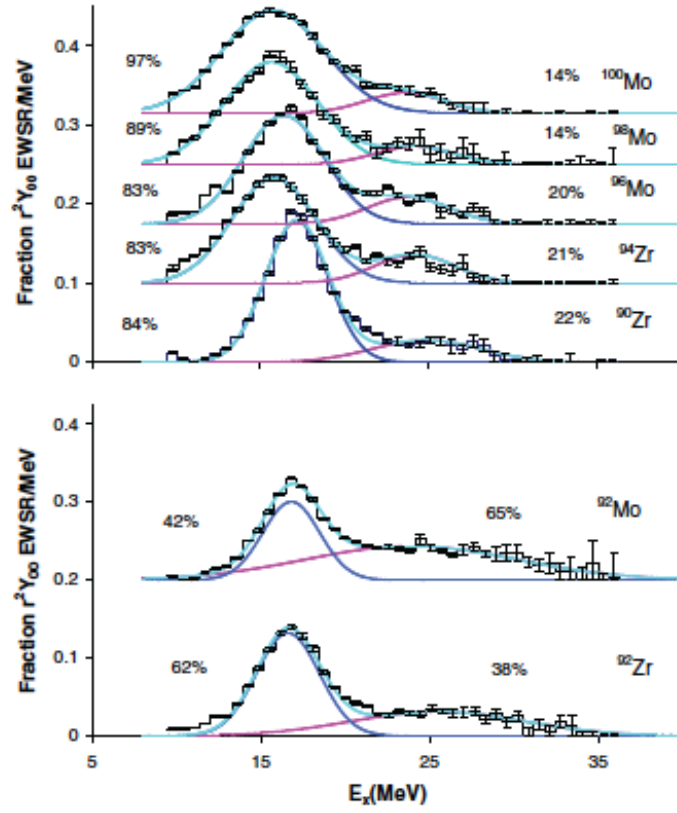 Fraction r²Y₀₀ EWSR/MeV
0.4
0.3
0.2
0.1
0
97% 14% ¹⁰⁰Mo
89% 14% ⁹⁸Mo
83% 20% ⁹⁶Mo
83% 21% ⁹⁴Zr
84% 22% ⁹⁰Zr
Fraction r²Y₀₀ EWSR/MeV
0.4
0.3
0.2
0.1
0
42% 65% ⁹²Mo
62% 38% ⁹²Zr
5 15 25 35
Eₓ(MeV)